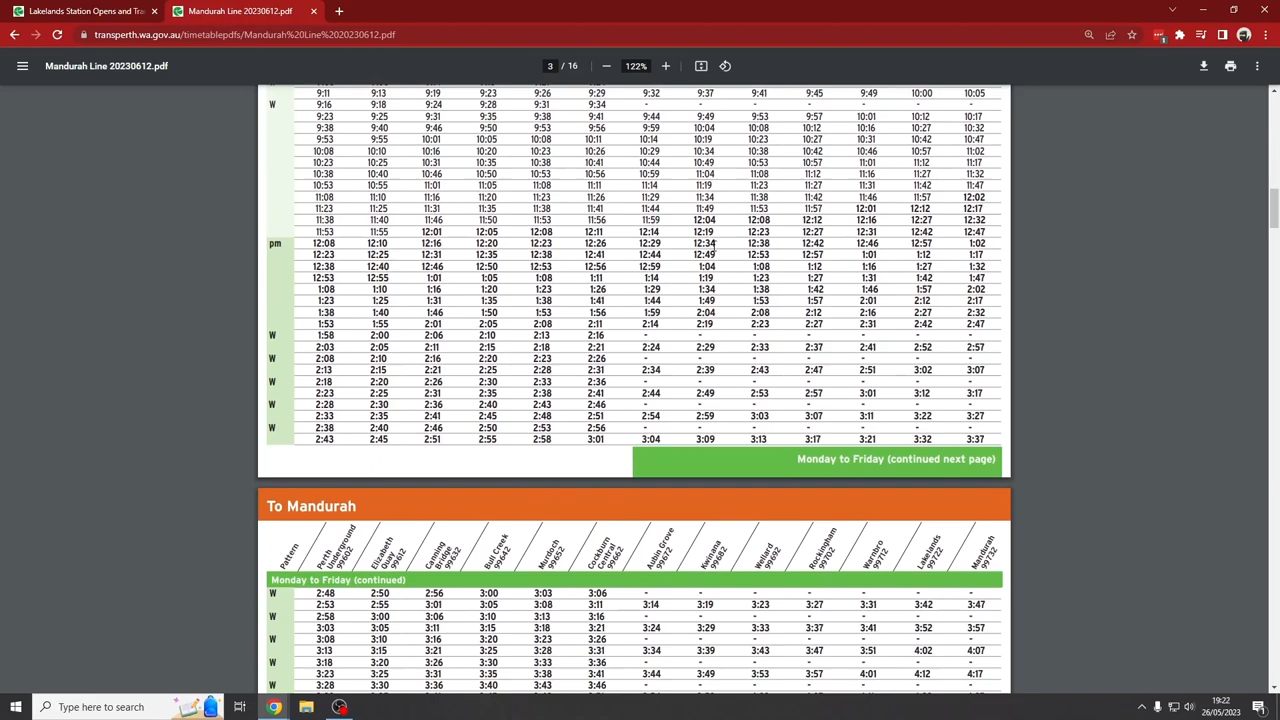 Lakelands Station Opens and Tra
Mandurah Line 20230612.pdf
transperth.wa.gov.au/timetablepdfs/Mandurah%20Line%2020230612.pdf
Mandurah Line 20230612.pdf
3 / 16
122%
9:11 9:13 9:19 9:23 9:26 9:29 9:32 9:37 9:41 9:45 9:49 10:00 10:05
W 9:16 9:18 9:24 9:28 9:31 9:34 - - - - - - -
9:23 9:25 9:31 9:35 9:38 9:41 9:44 9:49 9:53 9:57 10:01 10:12 10:17
9:38 9:40 9:46 9:50 9:53 9:56 9:59 10:04 10:08 10:12 10:16 10:27 10:32
9:53 9:55 10:01 10:05 10:08 10:11 10:14 10:19 10:23 10:27 10:31 10:42 10:47
10:08 10:10 10:16 10:20 10:23 10:26 10:29 10:34 10:38 10:42 10:46 10:57 11:02
10:23 10:25 10:31 10:35 10:38 10:41 10:44 10:49 10:53 10:57 11:01 11:12 11:17
10:38 10:40 10:46 10:50 10:53 10:56 10:59 11:04 11:08 11:12 11:16 11:27 11:32
10:53 10:55 11:01 11:05 11:08 11:11 11:14 11:19 11:23 11:27 11:31 11:42 11:47
11:08 11:10 11:16 11:20 11:23 11:26 11:29 11:34 11:38 11:42 11:46 11:57 12:02
11:23 11:25 11:31 11:35 11:38 11:41 11:44 11:49 11:53 11:57 12:01 12:12 12:17
11:38 11:40 11:46 11:50 11:53 11:56 11:59 12:04 12:08 12:12 12:16 12:27 12:32
11:53 11:55 12:01 12:05 12:08 12:11 12:14 12:19 12:23 12:27 12:31 12:42 12:47
pm 12:08 12:10 12:16 12:20 12:23 12:26 12:29 12:34 12:38 12:42 12:46 12:57 1:02
12:23 12:25 12:31 12:35 12:38 12:41 12:44 12:49 12:53 12:57 1:01 1:12 1:17
12:38 12:40 12:46 12:50 12:53 12:56 12:59 1:04 1:08 1:12 1:16 1:27 1:32
12:53 12:55 1:01 1:05 1:08 1:11 1:14 1:19 1:23 1:27 1:31 1:42 1:47
1:08 1:10 1:16 1:20 1:23 1:26 1:29 1:34 1:38 1:42 1:46 1:57 2:02
1:23 1:25 1:31 1:35 1:38 1:41 1:44 1:49 1:53 1:57 2:01 2:12 2:17
1:38 1:40 1:46 1:50 1:53 1:56 1:59 2:04 2:08 2:12 2:16 2:27 2:32
1:53 1:55 2:01 2:05 2:08 2:11 2:14 2:19 2:23 2:27 2:31 2:42 2:47
W 1:58 2:00 2:06 2:10 2:13 2:16 - - - - - - -
2:03 2:05 2:11 2:15 2:18 2:21 2:24 2:29 2:33 2:37 2:41 2:52 2:57
W 2:08 2:10 2:16 2:20 2:23 2:26 - - - - - - -
2:13 2:15 2:21 2:25 2:28 2:31 2:34 2:39 2:43 2:47 2:51 3:02 3:07
W 2:18 2:20 2:26 2:30 2:33 2:36 - - - - - - -
2:23 2:25 2:31 2:35 2:38 2:41 2:44 2:49 2:53 2:57 3:01 3:12 3:17
W 2:28 2:30 2:36 2:40 2:43 2:46 - - - - - - -
2:33 2:35 2:41 2:45 2:48 2:51 2:54 2:59 3:03 3:07 3:11 3:22 3:27
W 2:38 2:40 2:46 2:50 2:53 2:56 - - - - - - -
2:43 2:45 2:51 2:55 2:58 3:01 3:04 3:09 3:13 3:17 3:21 3:32 3:37
Monday to Friday (continued next page)
To Mandurah
Pattern
Perth Underground 99602
Elizabeth Quay 99612
Canning Bridge 99632
Bull Creek 99642
Murdoch 99652
Cockburn Central 99662
Aubin Grove 99672
Kwinana 99682
Wellard 99692
Rockingham 99702
Warnbro 99712
Lakelands 99722
Mandurah 99732
Monday to Friday (continued)
W 2:48 2:50 2:56 3:00 3:03 3:06 - - - - - - -
2:53 2:55 3:01 3:05 3:08 3:11 3:14 3:19 3:23 3:27 3:31 3:42 3:47
W 2:58 3:00 3:06 3:10 3:13 3:16 - - - - - - -
3:03 3:05 3:11 3:15 3:18 3:21 3:24 3:29 3:33 3:37 3:41 3:52 3:57
W 3:08 3:10 3:16 3:20 3:23 3:26 - - - - - - -
3:13 3:15 3:21 3:25 3:28 3:31 3:34 3:39 3:43 3:47 3:51 4:02 4:07
W 3:18 3:20 3:26 3:30 3:33 3:36 - - - - - - -
3:23 3:25 3:31 3:35 3:38 3:41 3:44 3:49 3:53 3:57 4:01 4:12 4:17
W 3:28 3:30 3:36 3:40 3:43 3:46 - - - - - - -
Type here to search
19:22
26/05/2023